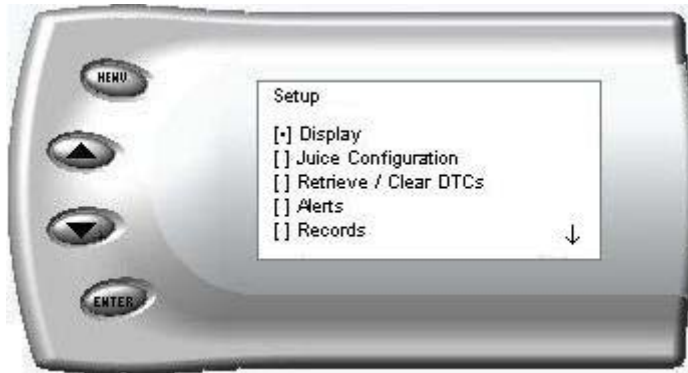 MENU
Setup
[•] Display
[ ] Juice Configuration
[ ] Retrieve / Clear DTCs
[ ] Alerts
[ ] Records
ENTER